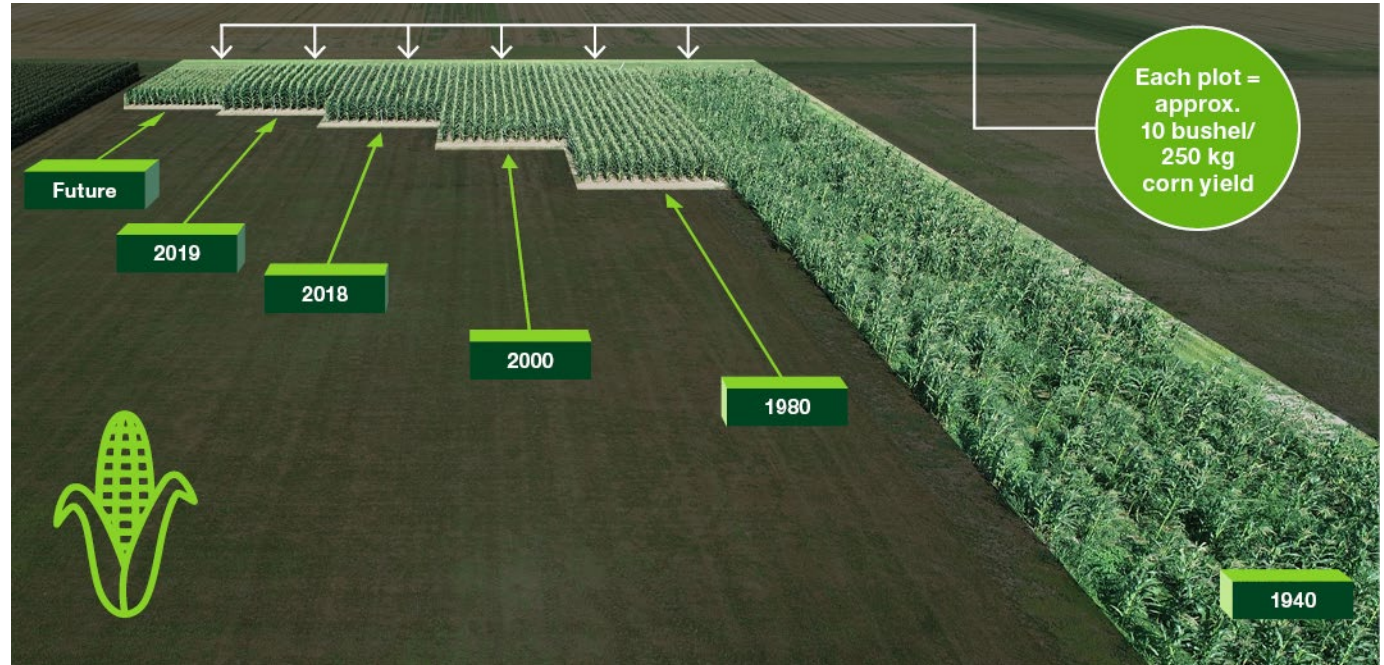 Each plot =
approx.
10 bushel/
250 kg
corn yield
Future
2019
2018
2000
1980
1940